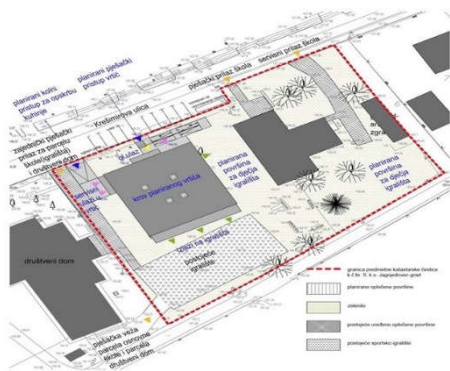 planirani kolni
pristup za opskrbu
kuhinje
planirani pješački
pristup vrtić
pješački prilaz škola
servisni prilaz škola
Krešimirova ulica
zajednički pješački
prilaz za parcelu
škole(igrališta)
i društveni dom
ulaz
servisni
ulaz u
vrtić
krov planiranog vrtića
planirana
površina
za dječja
igrališta
planirana
površina
za dječja
igrališta
izlazi na igralište
postojeće
igralište
društveni dom
pješačka veza
parcela osnovne
škole i parcela
društveni dom
granica predmetne katastarske čestice
planirane opločene površine
zelenilo
postojeće uređene opločene površine
postojeće sportsko igralište